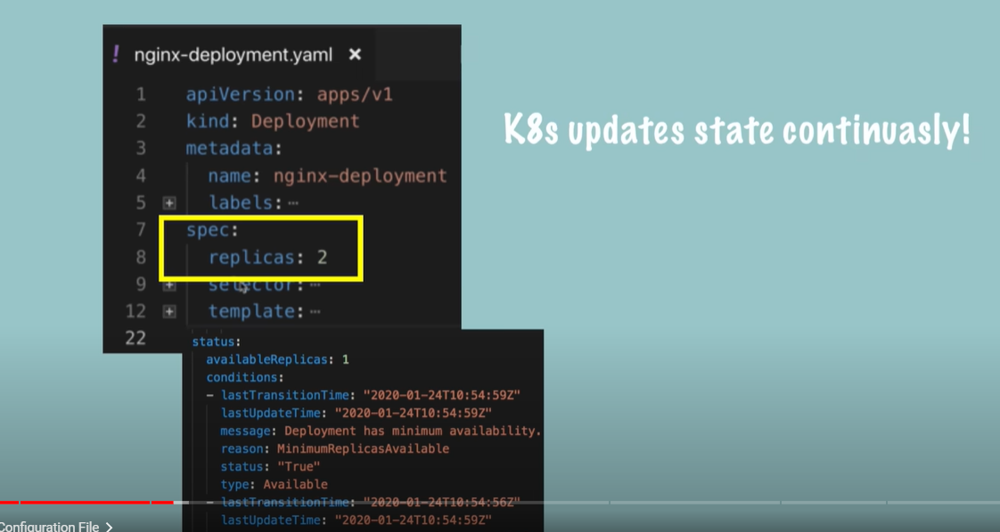 ! nginx-deployment.yaml ×
1 apiVersion: apps/v1
2 kind: Deployment
3 metadata:
4 name: nginx-deployment
5 labels: ⋯
7 spec:
8 replicas: 2
9 selector: ⋯
12 template: ⋯
22
K8s updates state continuasly!
status:
availableReplicas: 1
conditions:
- lastTransitionTime: "2020-01-24T10:54:59Z"
lastUpdateTime: "2020-01-24T10:54:59Z"
message: Deployment has minimum availability.
reason: MinimumReplicasAvailable
status: "True"
type: Available
- lastTransitionTime: "2020-01-24T10:54:56Z"
lastUpdateTime: "2020-01-24T10:54:59Z"
Configuration File >